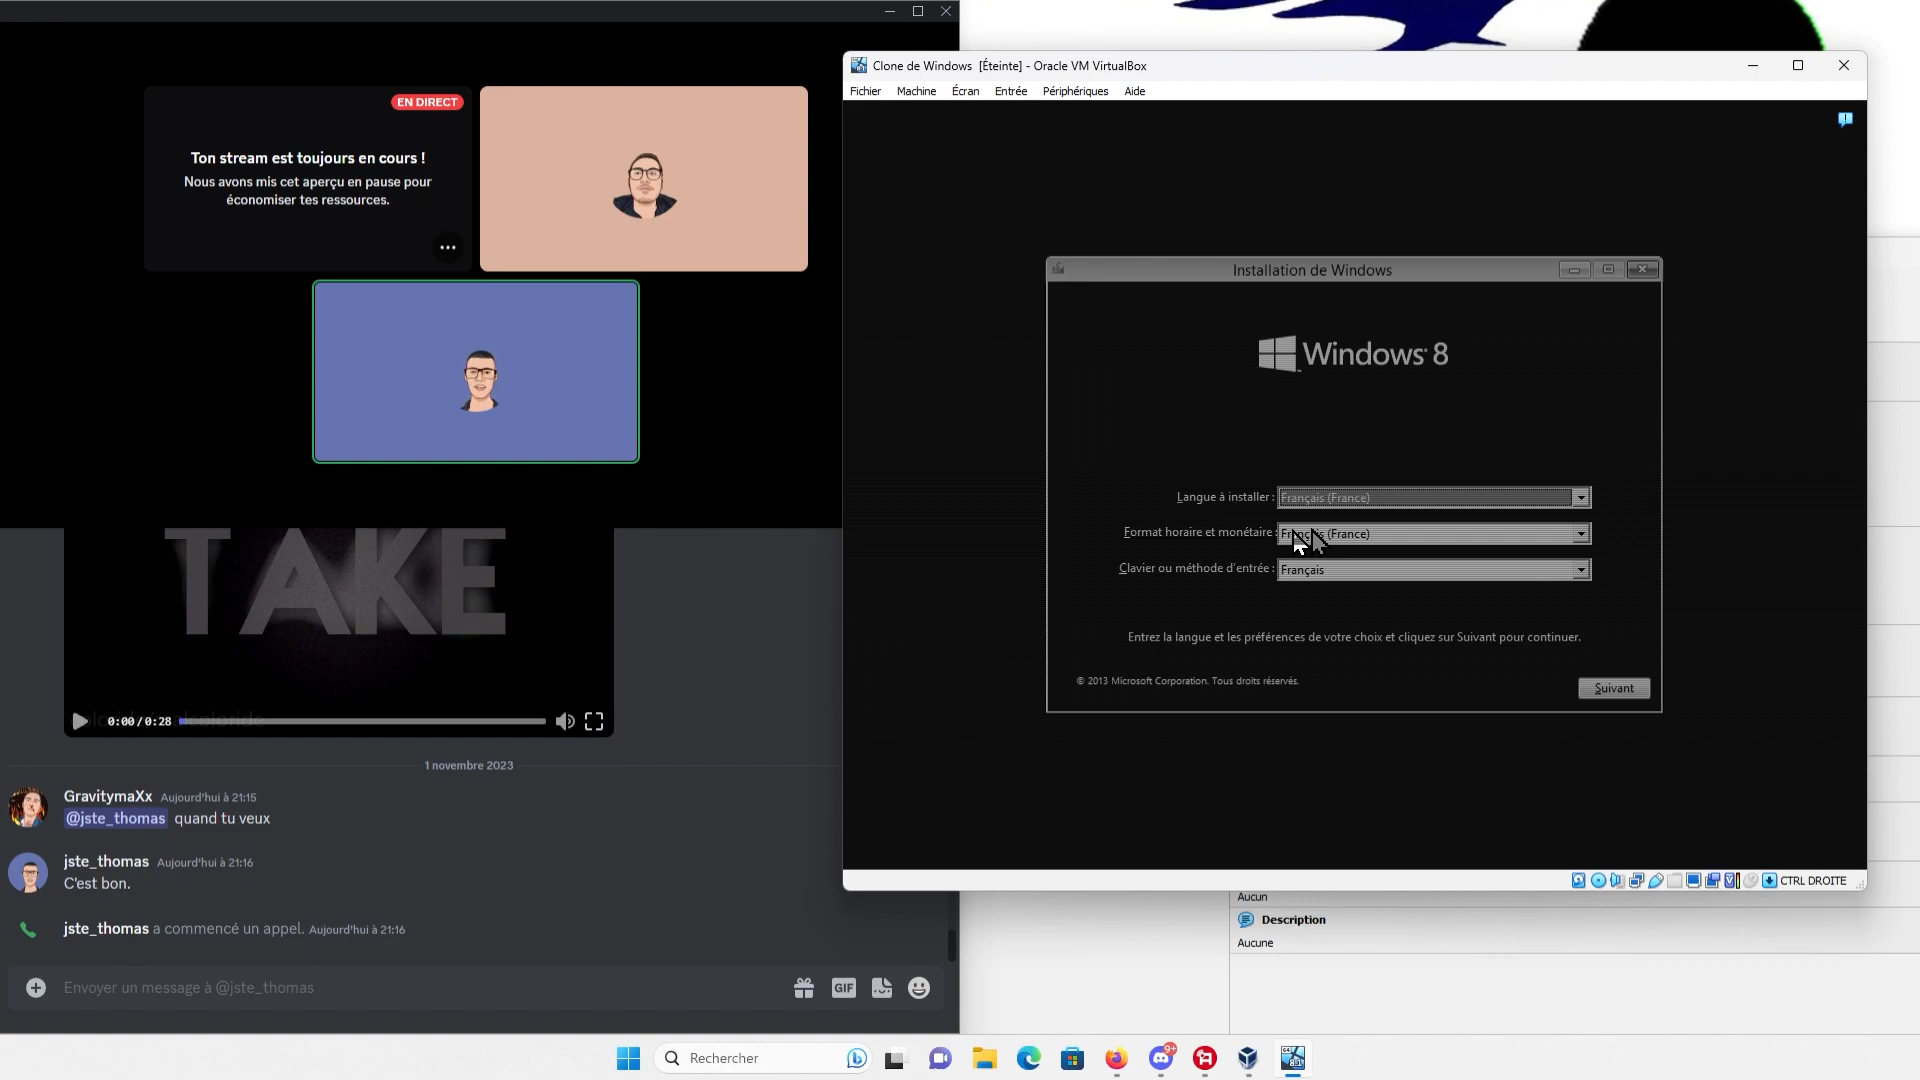 EN DIRECT
Ton stream est toujours en cours !
Nous avons mis cet aperçu en pause pour
économiser tes ressources.
TAKE
0:00/0:28
1 novembre 2023
GravitymaXx Aujourd'hui à 21:15
@jste_thomas quand tu veux
jste_thomas Aujourd'hui à 21:16
C'est bon.
jste_thomas a commencé un appel. Aujourd'hui à 21:16
Envoyer un message à @jste_thomas
GIF
Clone de Windows [Éteinte] - Oracle VM VirtualBox
Fichier Machine Écran Entrée Périphériques Aide
Installation de Windows
Windows 8
Langue à installer : Français (France)
Format horaire et monétaire : Français (France)
Clavier ou méthode d'entrée : Français
Entrez la langue et les préférences de votre choix et cliquez sur Suivant pour continuer.
© 2013 Microsoft Corporation. Tous droits réservés.
Suivant
CTRL DROITE
Aucun
Description
Aucune
Rechercher
9+